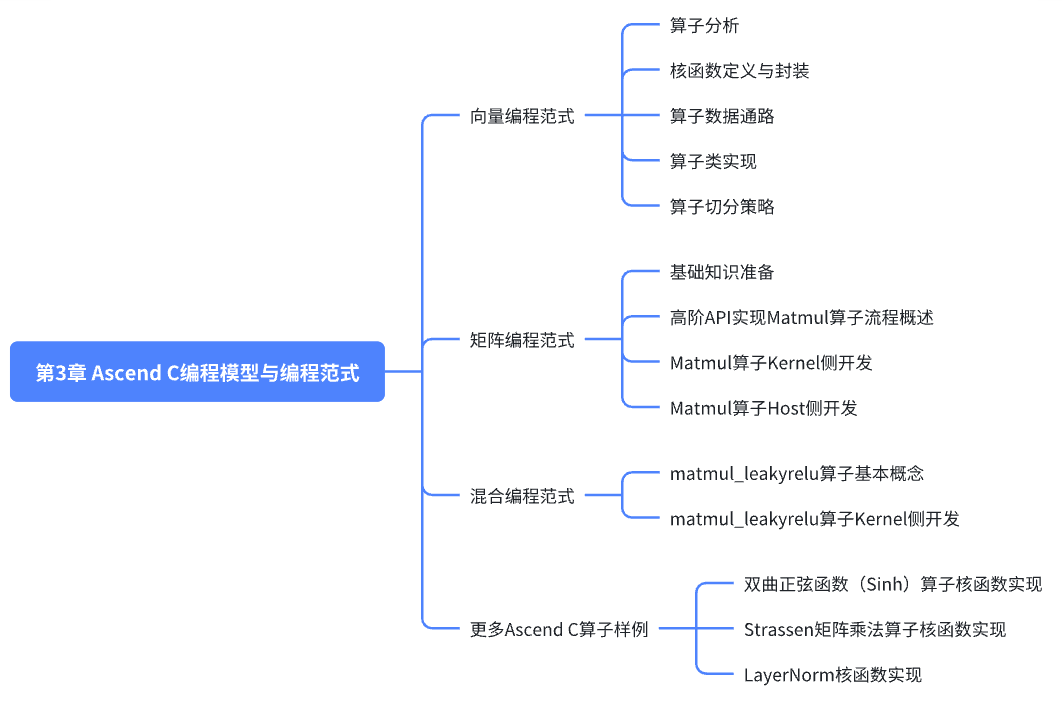 第3章 Ascend C编程模型与编程范式
向量编程范式
算子分析
核函数定义与封装
算子数据通路
算子类实现
算子切分策略
矩阵编程范式
基础知识准备
高阶API实现Matmul算子流程概述
Matmul算子Kernel侧开发
Matmul算子Host侧开发
混合编程范式
matmul_leakyrelu算子基本概念
matmul_leakyrelu算子Kernel侧开发
更多Ascend C算子样例
双曲正弦函数（Sinh）算子核函数实现
Strassen矩阵乘法算子核函数实现
LayerNorm核函数实现